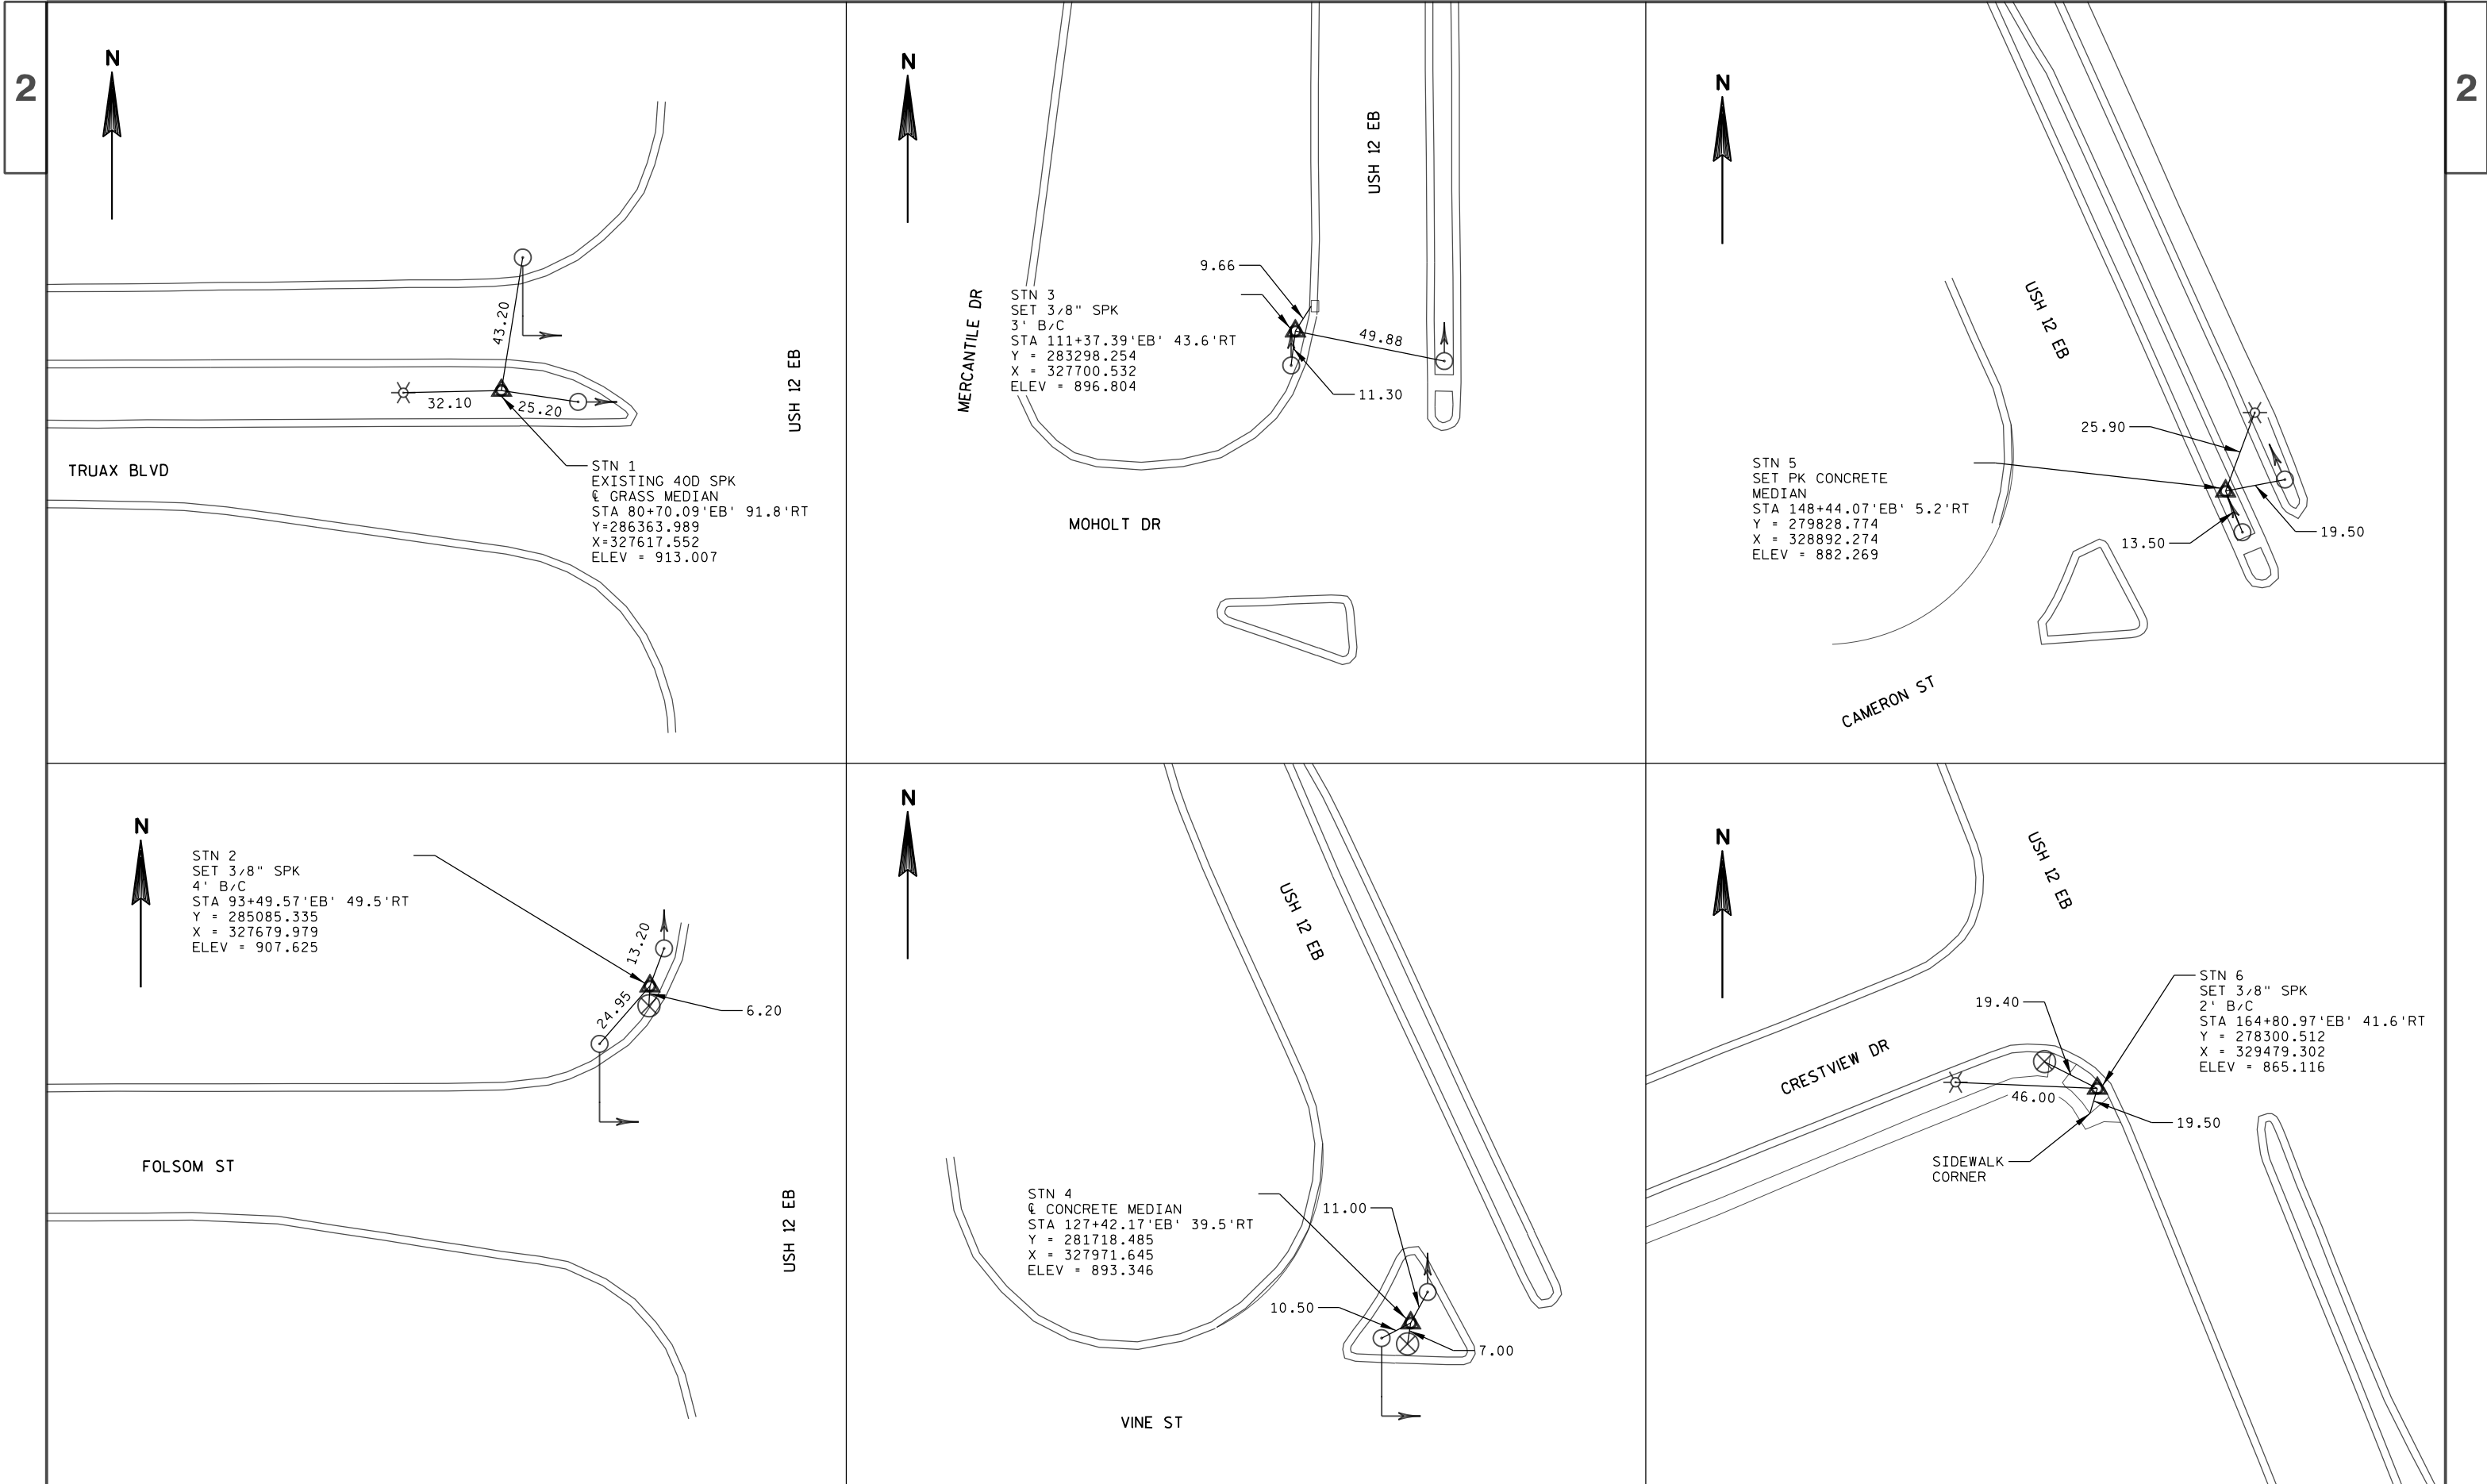 2
2
N
43.20
32.10
25.20
USH 12 EB
TRUAX BLVD
STN 1
EXISTING 40D SPK
℄ GRASS MEDIAN
STA 80+70.09'EB' 91.8'RT
Y=286363.989
X=327617.552
ELEV = 913.007
N
USH 12 EB
MERCANTILE DR
9.66
STN 3
SET 3/8" SPK
3' B/C
STA 111+37.39'EB' 43.6'RT
Y = 283298.254
X = 327700.532
ELEV = 896.804
49.88
11.30
MOHOLT DR
N
USH 12 EB
25.90
STN 5
SET PK CONCRETE
MEDIAN
STA 148+44.07'EB' 5.2'RT
Y = 279828.774
X = 328892.274
ELEV = 882.269
13.50
19.50
CAMERON ST
N
STN 2
SET 3/8" SPK
4' B/C
STA 93+49.57'EB' 49.5'RT
Y = 285085.335
X = 327679.979
ELEV = 907.625
13.20
24.95
6.20
FOLSOM ST
USH 12 EB
N
USH 12 EB
STN 4
℄ CONCRETE MEDIAN
STA 127+42.17'EB' 39.5'RT
Y = 281718.485
X = 327971.645
ELEV = 893.346
11.00
10.50
7.00
VINE ST
N
USH 12 EB
STN 6
SET 3/8" SPK
2' B/C
STA 164+80.97'EB' 41.6'RT
Y = 278300.512
X = 329479.302
ELEV = 865.116
19.40
CRESTVIEW DR
46.00
19.50
SIDEWALK
CORNER